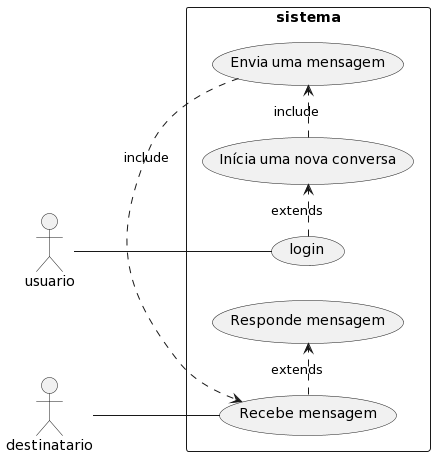 sistema
Envia uma mensagem
include
include
Inícia uma nova conversa
extends
login
usuario
Responde mensagem
extends
Recebe mensagem
destinatario